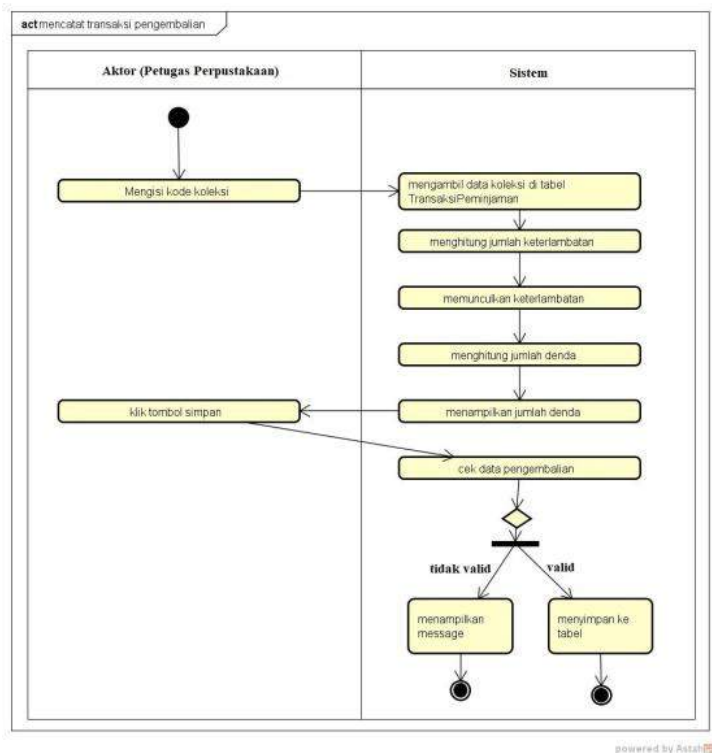 act mencatat transaksi pengembalian
Aktor (Petugas Perpustakaan)
Sistem
Mengisi kode koleksi
mengambil data koleksi di tabel
TransaksiPeminjaman
menghitung jumlah keterlambatan
memunculkan keterlambatan
menghitung jumlah denda
klik tombol simpan
menampilkan jumlah denda
cek data pengembalian
tidak valid
valid
menampilkan
message
menyimpan ke
tabel
powered by Astah